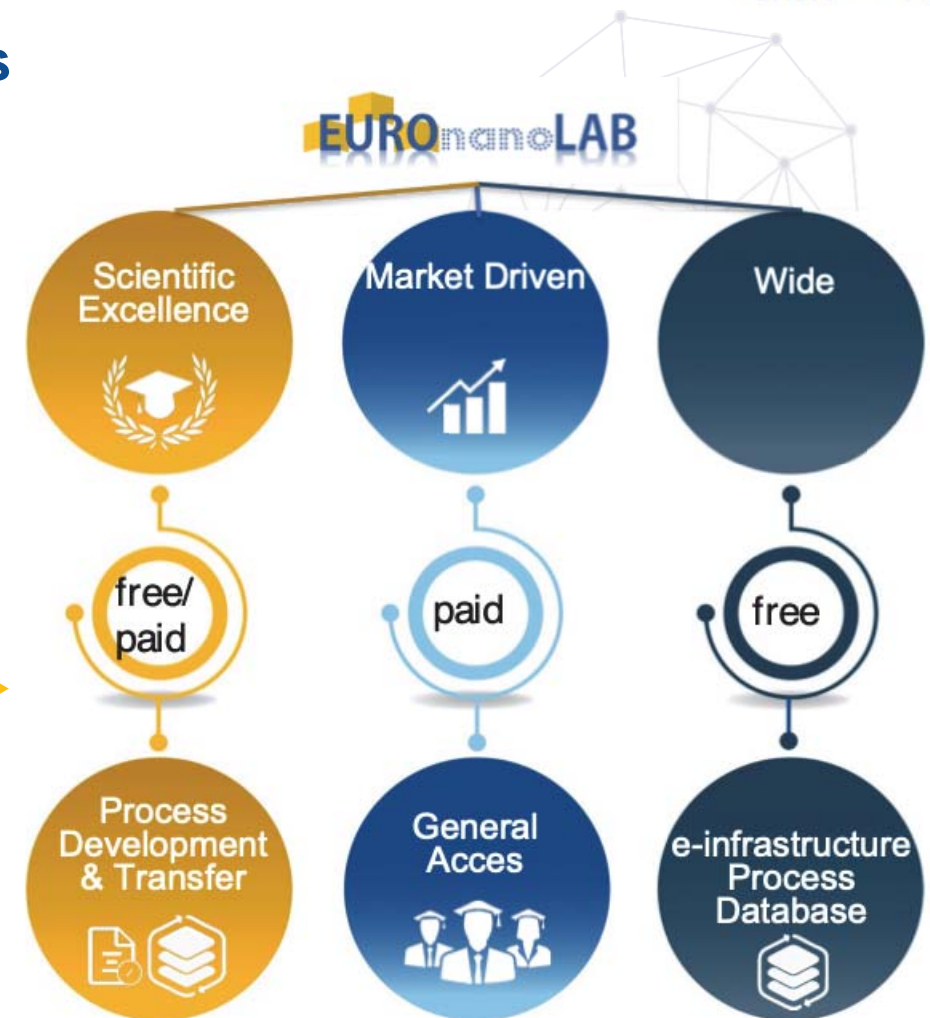 s
EUROnanoLAB
Scientific
Excellence
Market Driven
Wide
free/
paid
paid
free
Process
Development
& Transfer
General
Acces
e-infrastructure
Process
Database